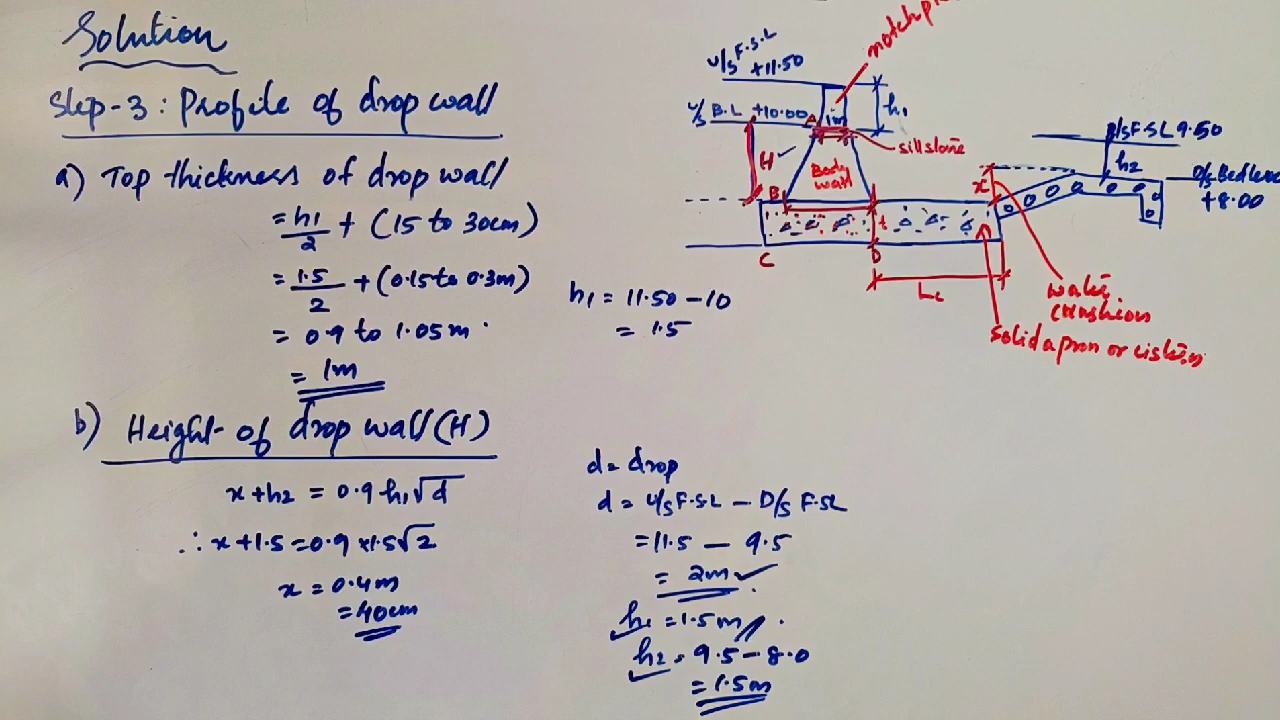 Solution
Step-3: Profile of drop wall
a) Top thickness of drop wall
= h1/2 + (15 to 30cm)
= 1.5/2 + (0.15 to 0.3m)
= 0.9 to 1.05m
= 1m
h1 = 11.50 - 10
= 1.5
b) Height of drop wall (H)
x+h2 = 0.9 h1 √d
∴ x+1.5 = 0.9 x 1.5 √2
x = 0.4m
= 40cm
d = drop
d = U/S F.S.L - D/S F.S.L
= 11.5 - 9.5
= 2m ✓
h1 = 1.5m
h2 = 9.5 - 8.0
= 1.5m
U/S F.S.L
+11.50
U/S B.L +10.00
A
1m
h1
sill stone
H
Body
wall
B
C
D
t
Lc
x
D/S F.S.L 9.50
h2
D/S Bed leve
+8.00
Solid apron or